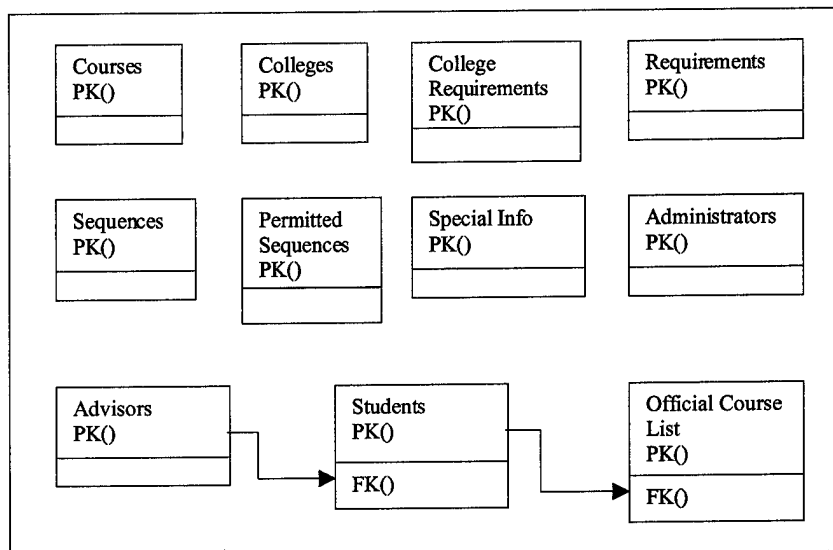 Courses
PK()
Colleges
PK()
College
Requirements
PK()
Requirements
PK()
Sequences
PK()
Permitted
Sequences
PK()
Special Info
PK()
Administrators
PK()
Advisors
PK()
Students
PK()
FK()
Official Course
List
PK()
FK()